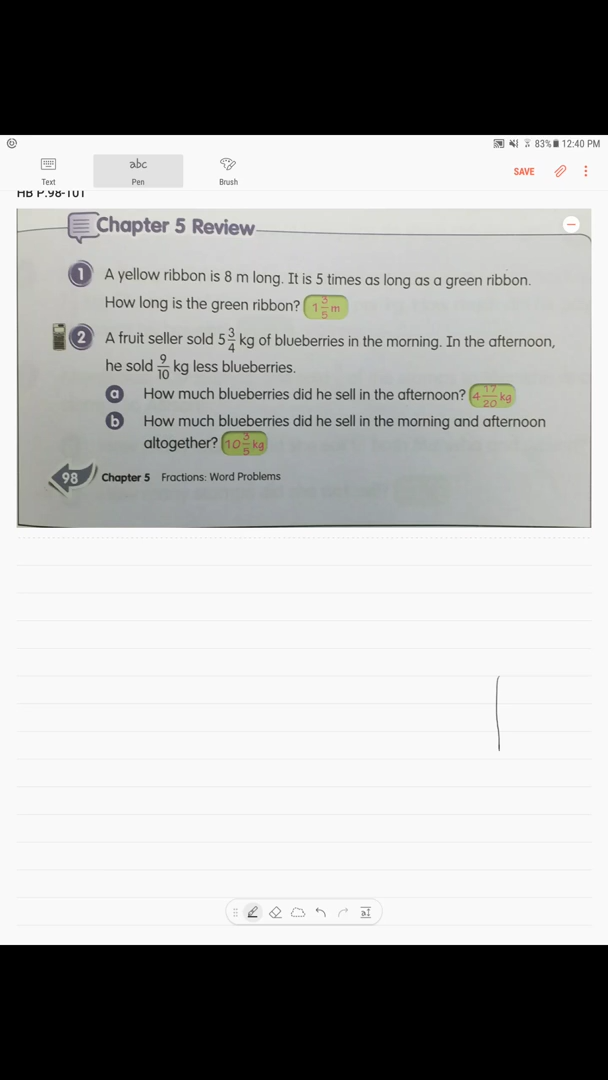 83% 12:40 PM
Text
abc
Pen
Brush
SAVE
HB P.98-101
Chapter 5 Review
1 A yellow ribbon is 8 m long. It is 5 times as long as a green ribbon.
How long is the green ribbon? 1 3/5 m
2 A fruit seller sold 5 3/4 kg of blueberries in the morning. In the afternoon,
he sold 9/10 kg less blueberries.
a How much blueberries did he sell in the afternoon? 4 17/20 kg
b How much blueberries did he sell in the morning and afternoon
altogether? 10 3/5 kg
98 Chapter 5 Fractions: Word Problems